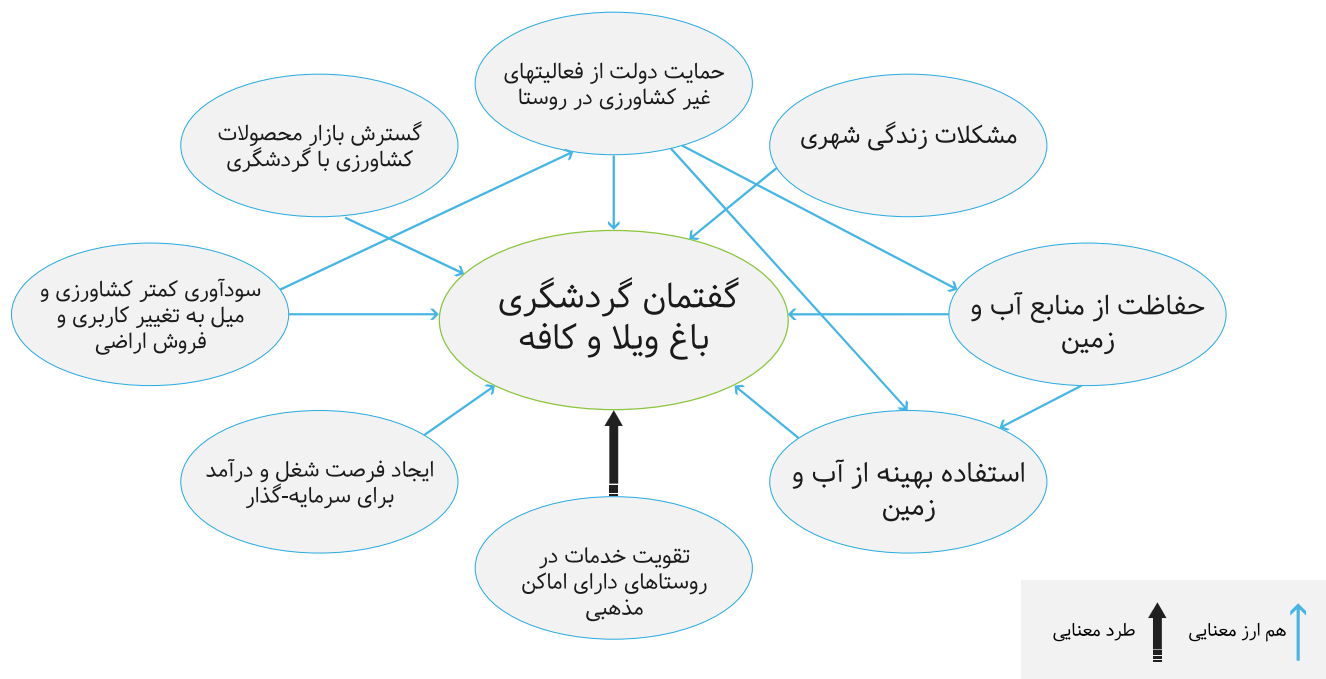 حمایت دولت از فعالیتهای
غیر کشاورزی در روستا
مشکلات زندگی شهری
گسترش بازار محصولات
کشاورزی با گردشگری
حفاظت از منابع آب و
زمین
گفتمان گردشگری
باغ ویلا و کافه
سودآوری کمتر کشاورزی و
میل به تغییر کاربری و
فروش اراضی
استفاده بهینه از آب و
زمین
ایجاد فرصت شغل و درآمد
برای سرمایه-گذار
تقویت خدمات در
روستاهای دارای اماکن
مذهبی
هم ارز معنایی
طرد معنایی